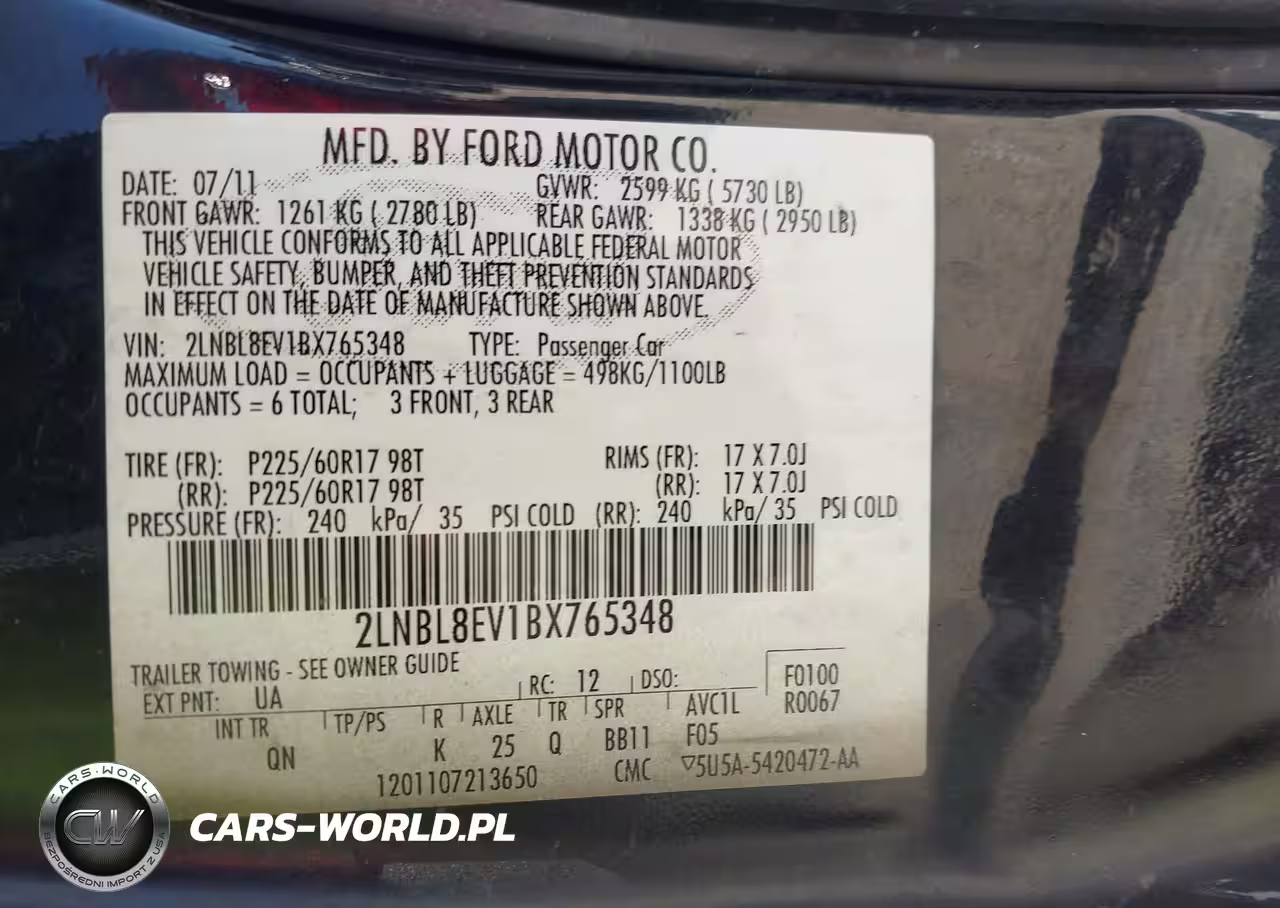 MFD. BY FORD MOTOR CO.
DATE: 07/11 GVWR: 2599 KG ( 5730 LB)
FRONT GAWR: 1261 KG ( 2780 LB) REAR GAWR: 1338 KG ( 2950 LB)
THIS VEHICLE CONFORMS TO ALL APPLICABLE FEDERAL MOTOR
VEHICLE SAFETY, BUMPER, AND THEFT PREVENTION STANDARDS
IN EFFECT ON THE DATE OF MANUFACTURE SHOWN ABOVE.
VIN: 2LNBL8EV1BX765348 TYPE: Passenger Car
MAXIMUM LOAD = OCCUPANTS + LUGGAGE = 498KG/1100LB
OCCUPANTS = 6 TOTAL; 3 FRONT, 3 REAR
TIRE (FR): P225/60R17 98T RIMS (FR): 17 X 7.0J
(RR): P225/60R17 98T (RR): 17 X 7.0J
PRESSURE (FR): 240 kPa/ 35 PSI COLD (RR): 240 kPa/ 35 PSI COLD
2LNBL8EV1BX765348
TRAILER TOWING - SEE OWNER GUIDE
EXT PNT: UA RC: 12 DSO: F0100
INT TR TP/PS R AXLE TR SPR AVC1L R0067
QN K 25 Q BB11 F05
1201107213650 CMC ▽5U5A-5420472-AA
CARS-WORLD
CW
BEZPOŚREDNI IMPORT Z USA
CARS-WORLD.PL